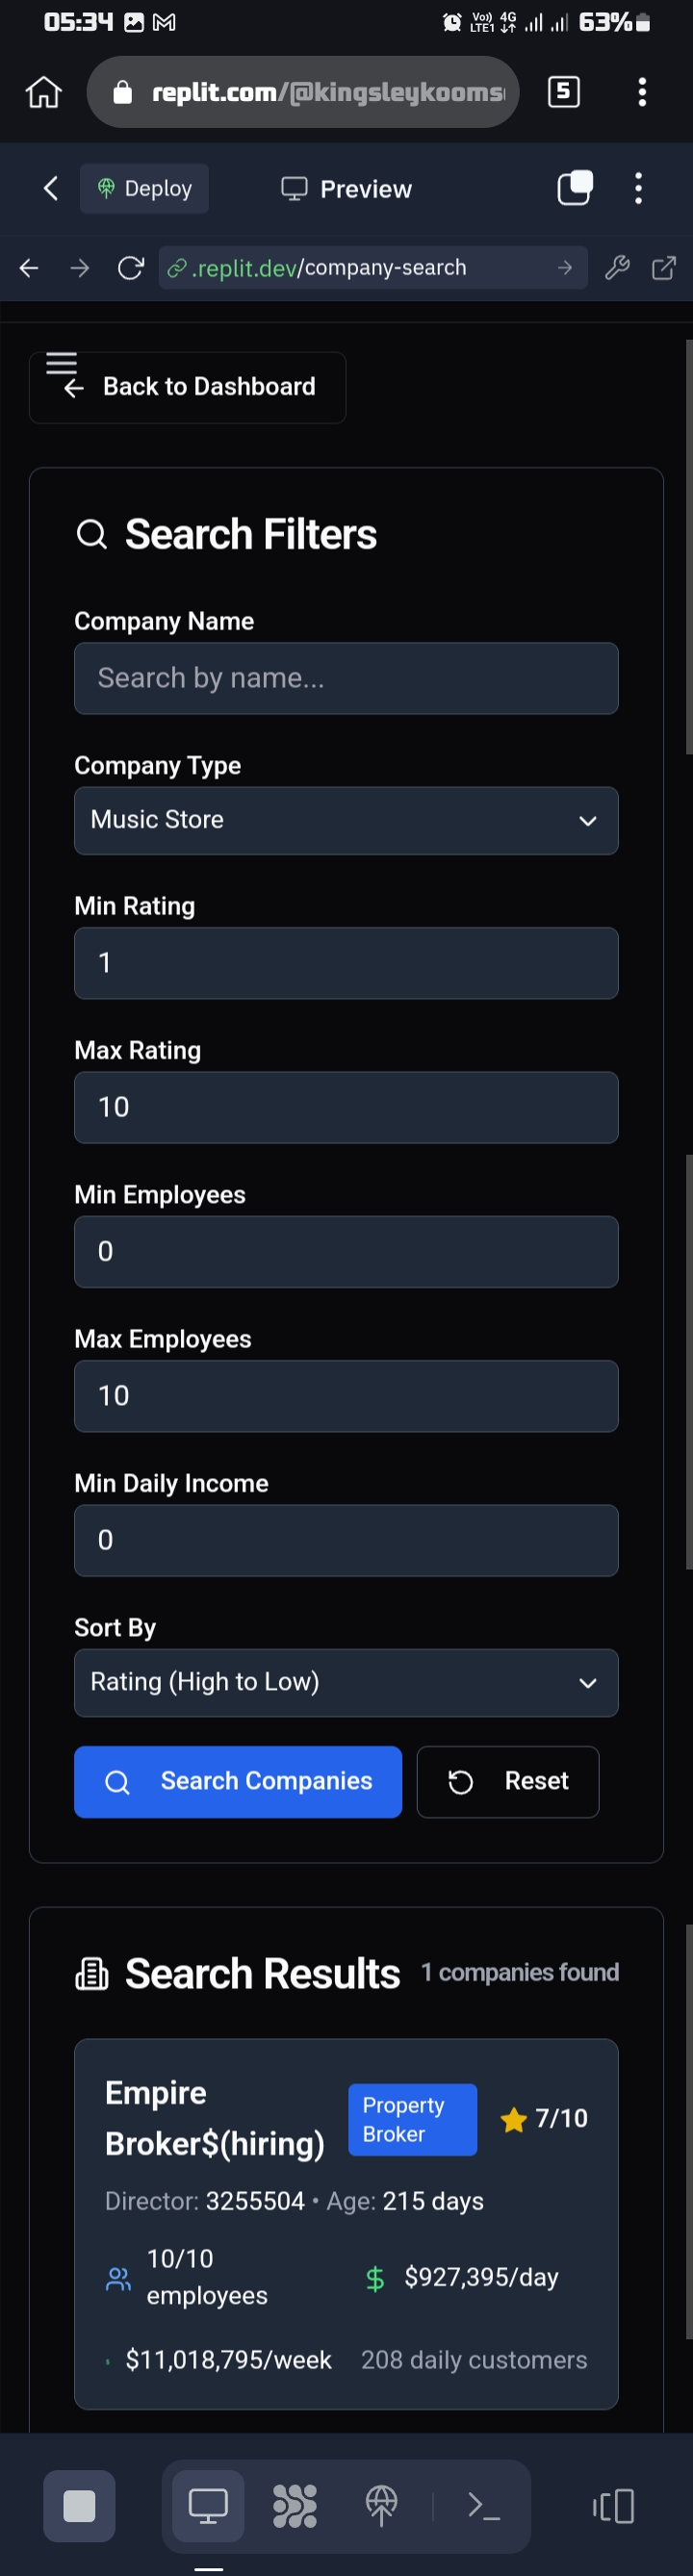 05:34
Vo))
LTE1
4G
63%
replit.com/@kingsleykooms
5
Deploy
Preview
.replit.dev/company-search
Back to Dashboard
Search Filters
Company Name
Search by name...
Company Type
Music Store
Min Rating
1
Max Rating
10
Min Employees
0
Max Employees
10
Min Daily Income
0
Sort By
Rating (High to Low)
Search Companies
Reset
Search Results
1 companies found
Empire
Broker$(hiring)
Property
Broker
7/10
Director: 3255504 • Age: 215 days
10/10
employees
$927,395/day
$11,018,795/week
208 daily customers